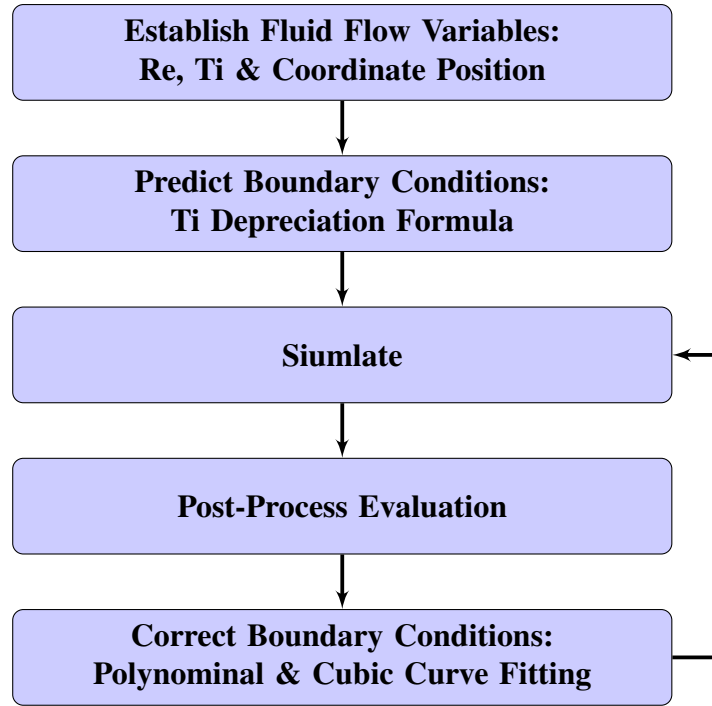 Establish Fluid Flow Variables:
Re, Ti & Coordinate Position
Predict Boundary Conditions:
Ti Depreciation Formula
Siumlate
Post-Process Evaluation
Correct Boundary Conditions:
Polynominal & Cubic Curve Fitting